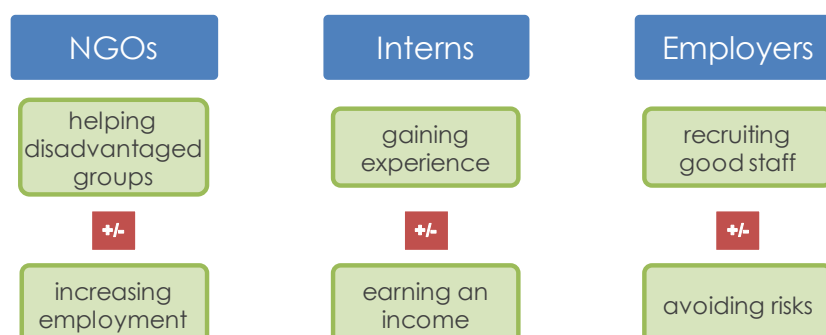 NGOs
helping
disadvantaged
groups
+/-
increasing
employment
Interns
gaining
experience
+/-
earning an
income
Employers
recruiting
good staff
+/-
avoiding risks